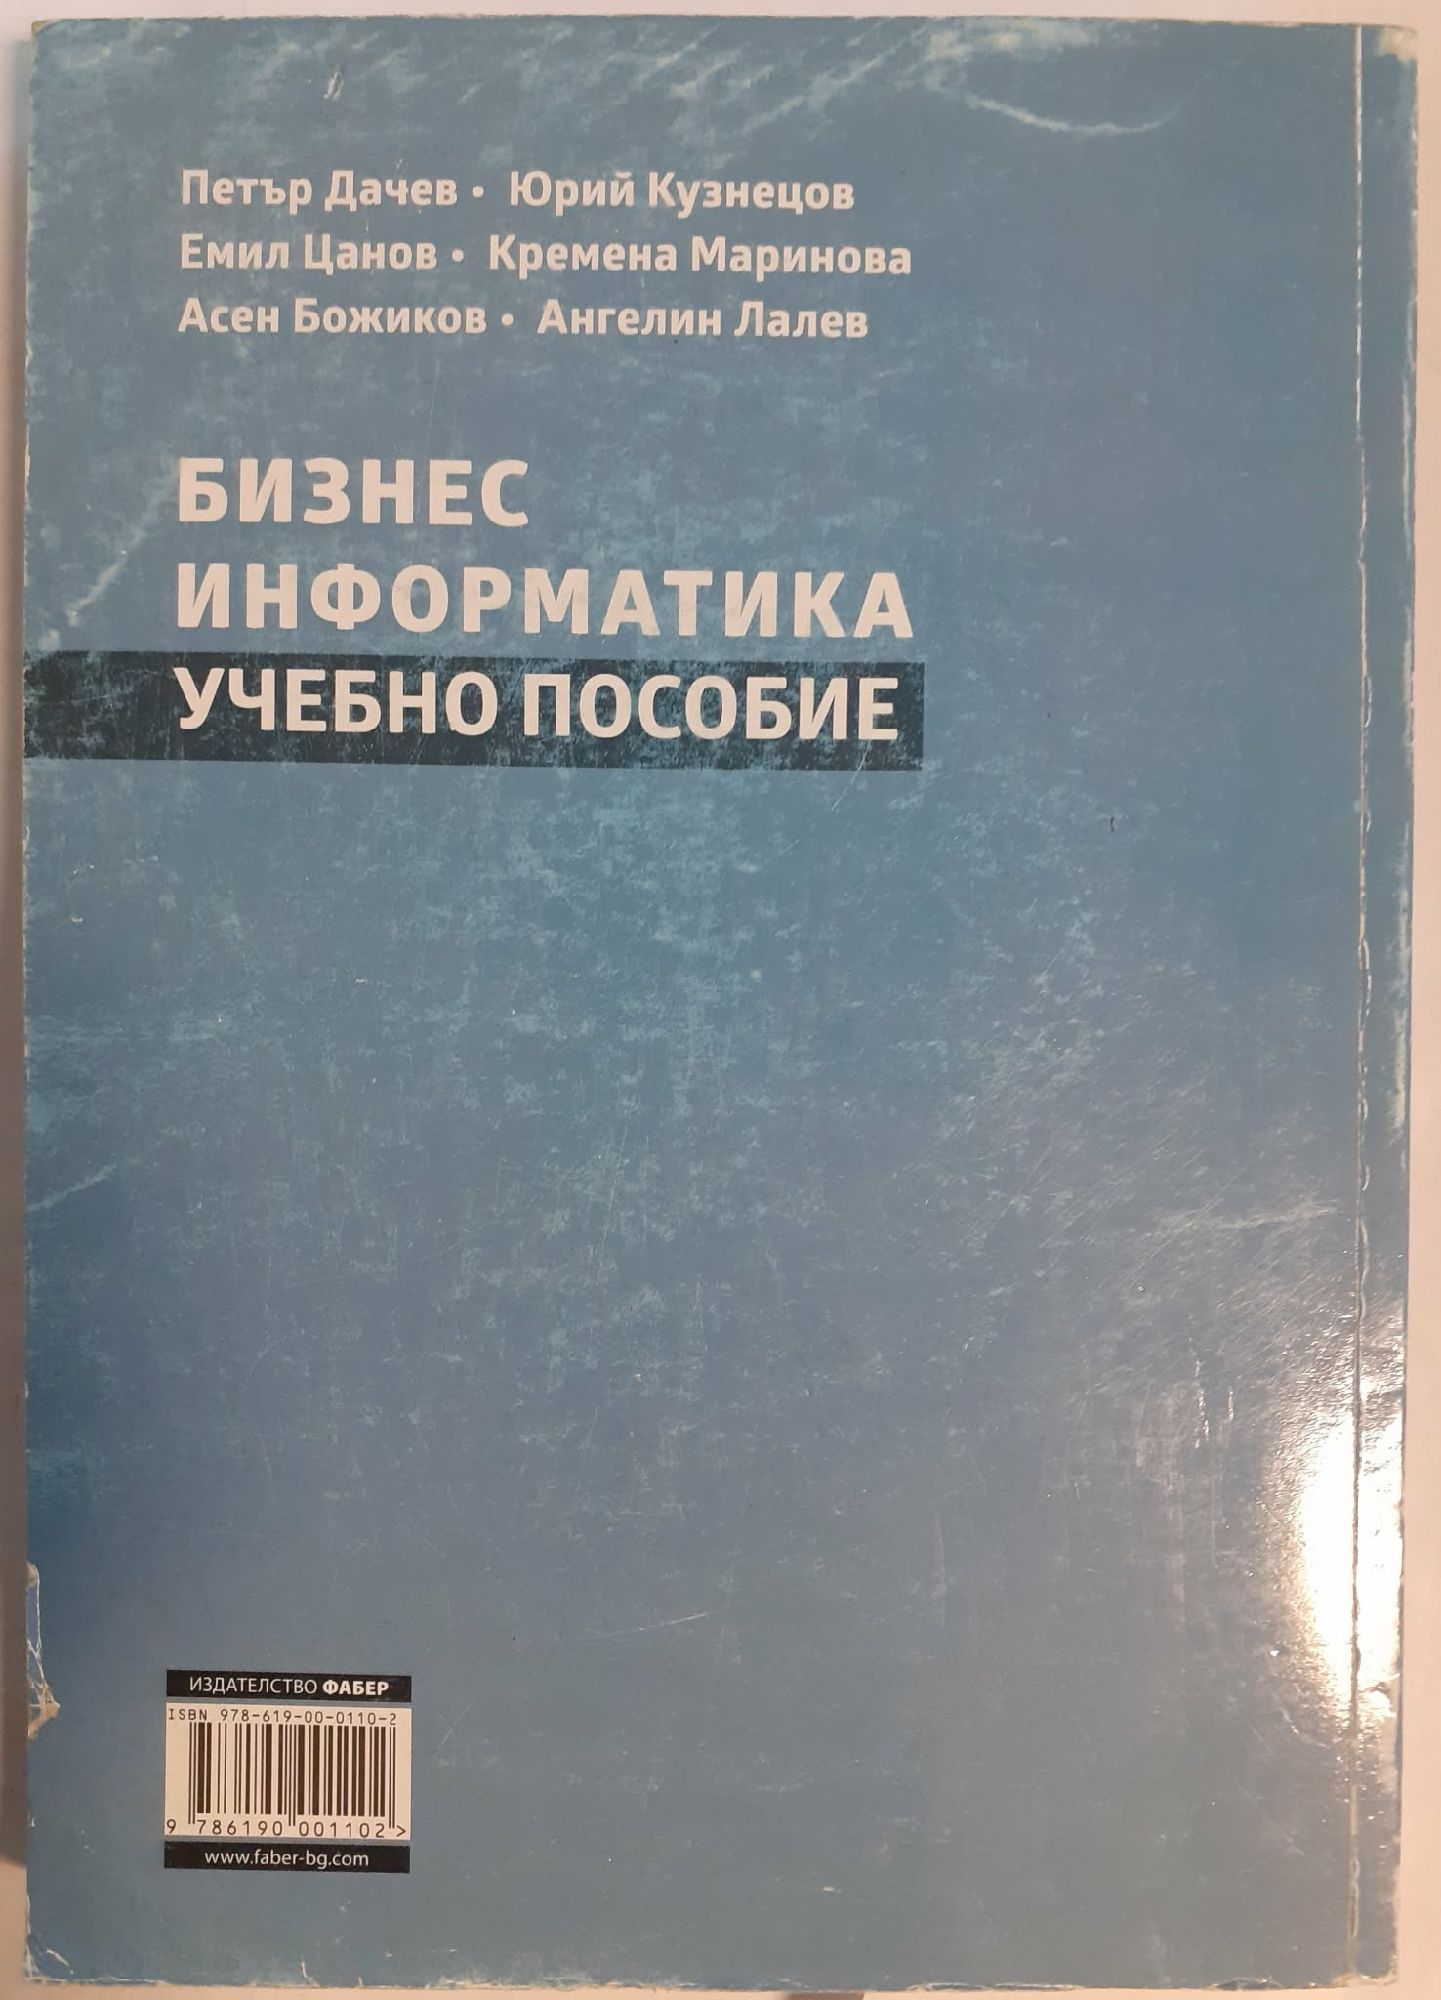 Петър Дачев • Юрий Кузнецов
Емил Цанов • Кремена Маринова
Асен Божиков • Ангелин Лалев
БИЗНЕС
ИНФОРМАТИКА
УЧЕБНО ПОСОБИЕ
ИЗДАТЕЛСТВО ФАБЕР
ISBN 978-619-00-0110-2
9 786190 001102 >
www.faber-bg.com